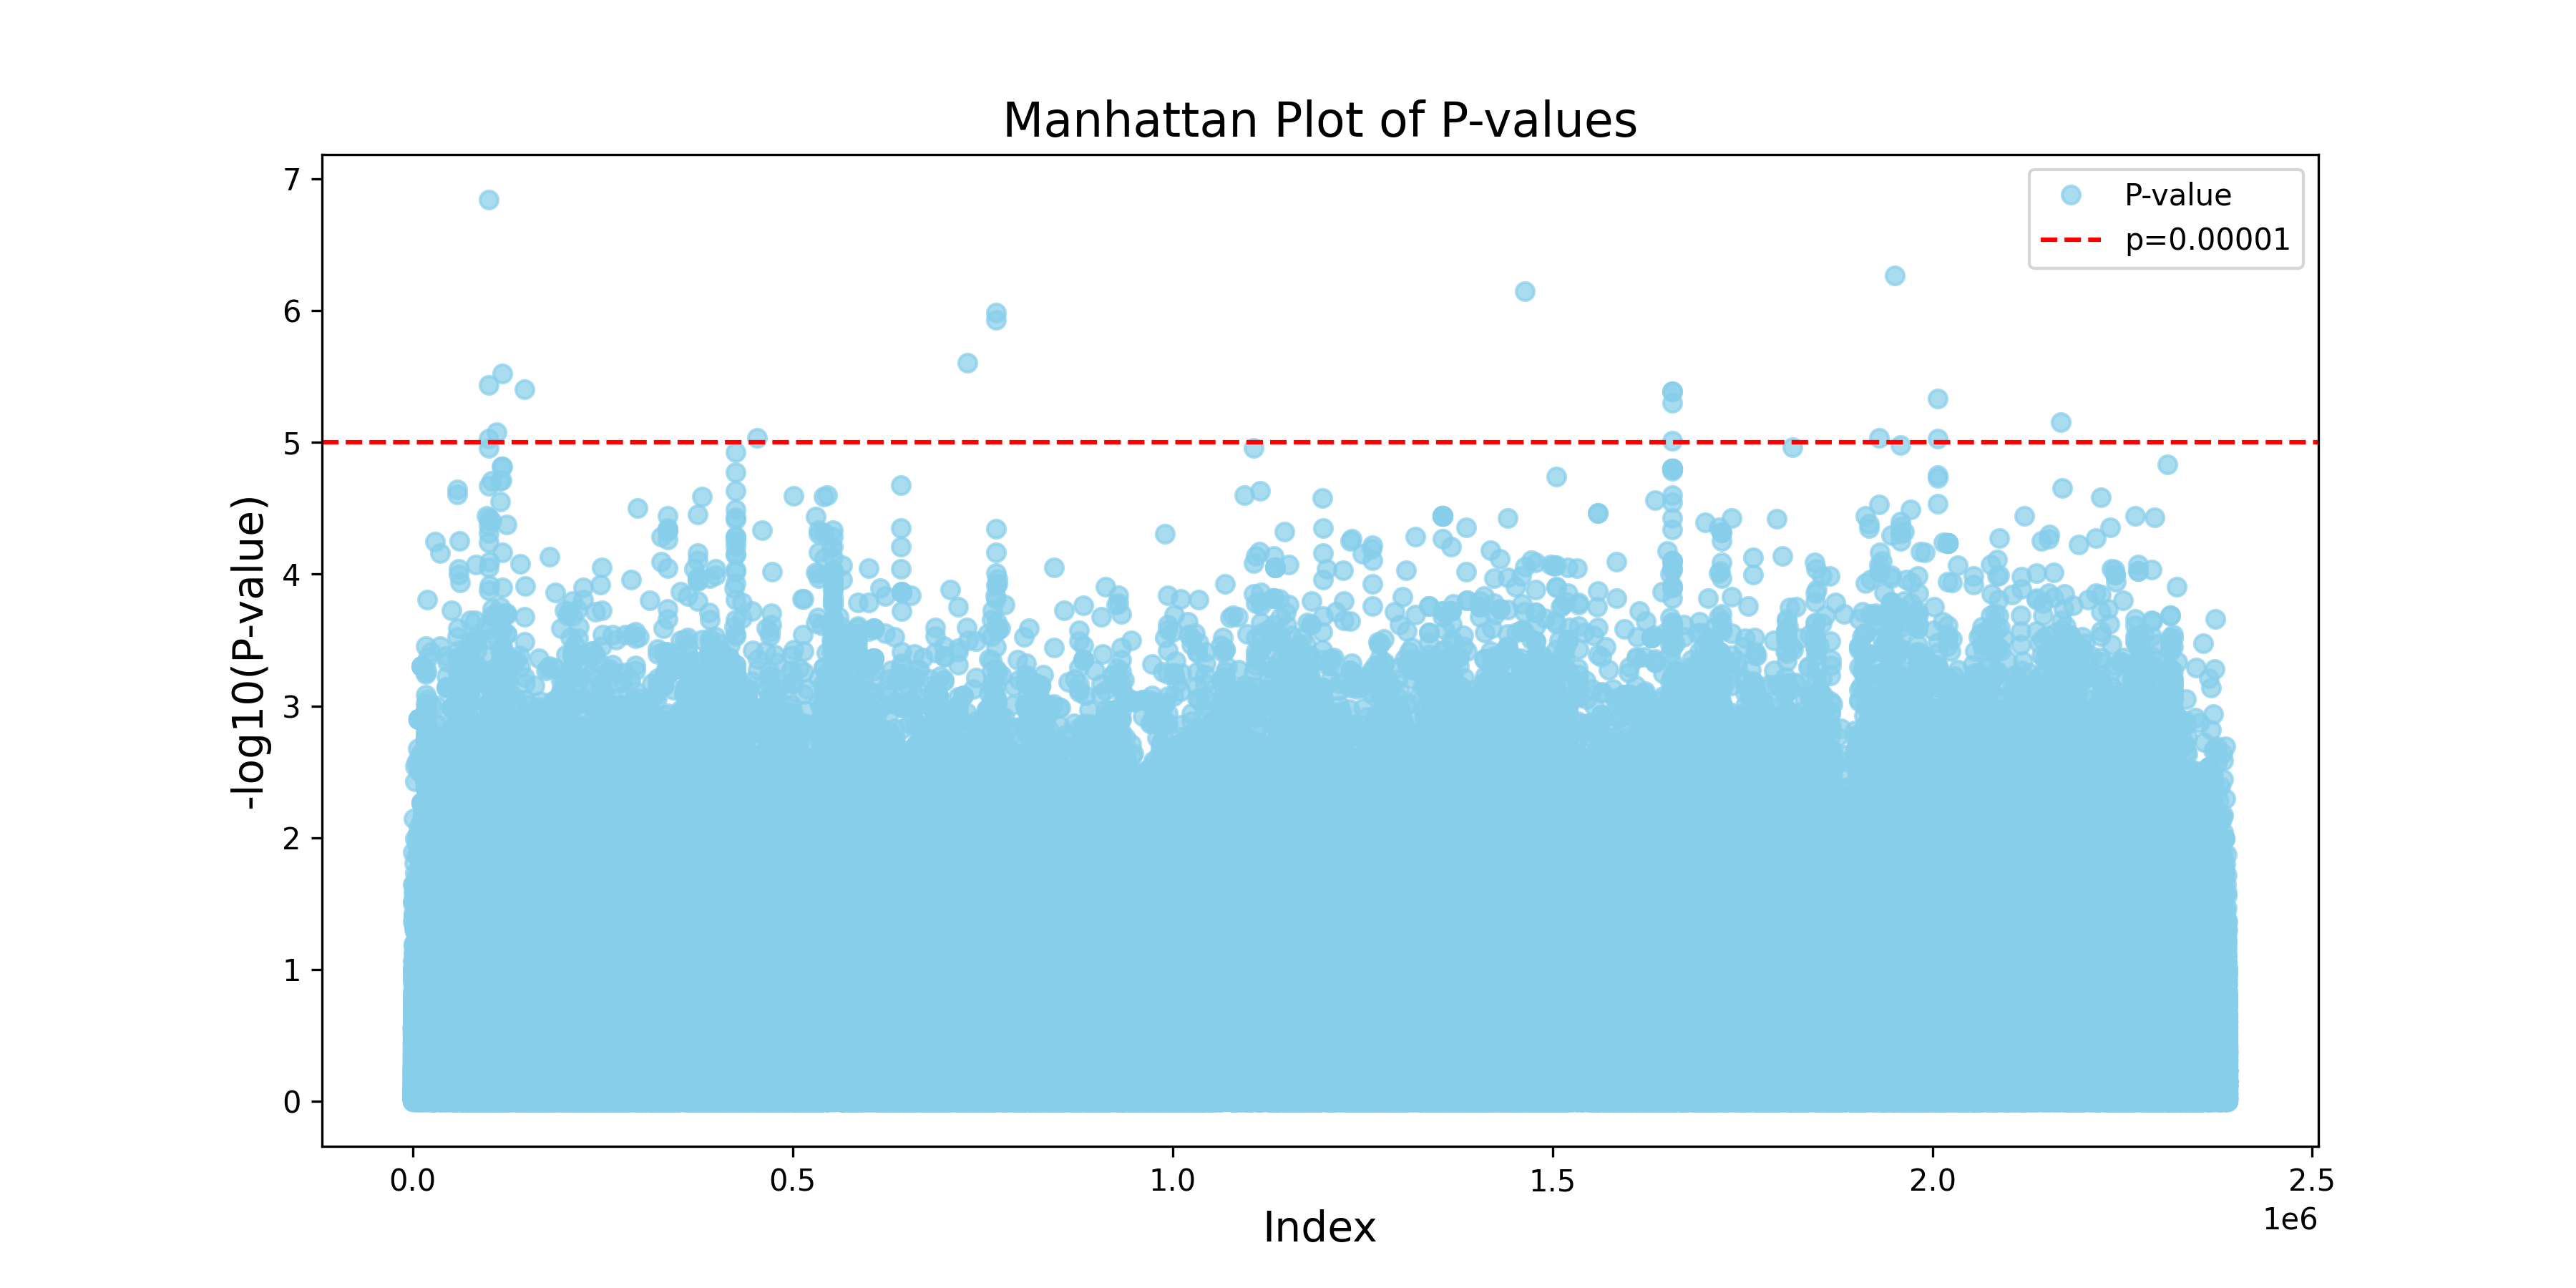 Manhattan Plot of P-values
P-value
p=0.00001
-log10(P-value)
7
6
5
4
3
2
1
0
0.0
0.5
1.0
1.5
2.0
2.5
1e6
Index